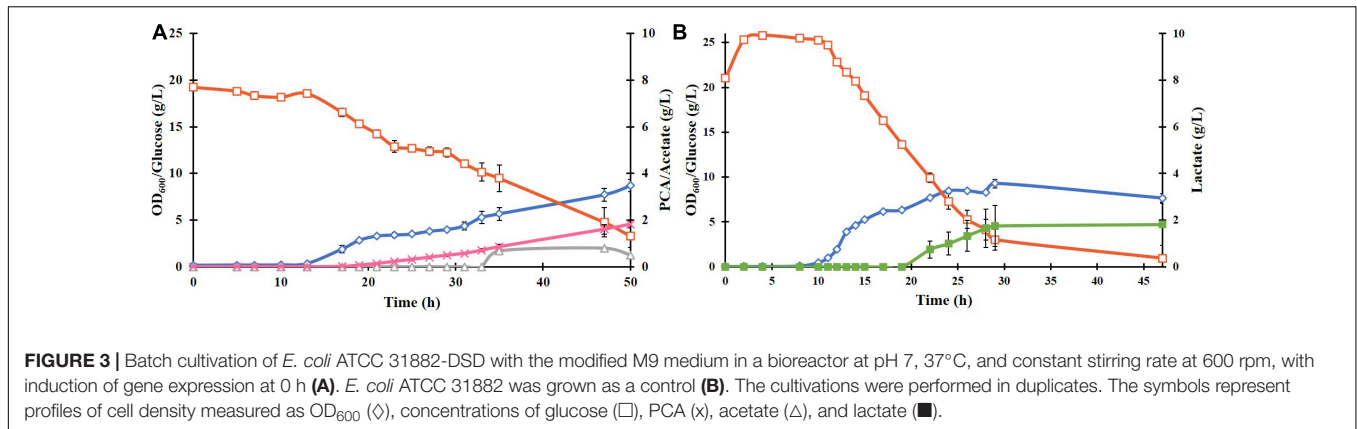 A
B
25
20
15
10
5
0
OD600/Glucose (g/L)
0 10 20 30 40 50
Time (h)
10
8
6
4
2
0
PCA/Acetate (g/L)
25
20
15
10
5
0
OD600/Glucose (g/L)
0 5 10 15 20 25 30 35 40 45
Time (h)
10
8
6
4
2
0
Lactate (g/L)
FIGURE 3 | Batch cultivation of E. coli ATCC 31882-DSD with the modified M9 medium in a bioreactor at pH 7, 37°C, and constant stirring rate at 600 rpm, with
induction of gene expression at 0 h (A). E. coli ATCC 31882 was grown as a control (B). The cultivations were performed in duplicates. The symbols represent
profiles of cell density measured as OD600 (◇), concentrations of glucose (□), PCA (x), acetate (△), and lactate (■).